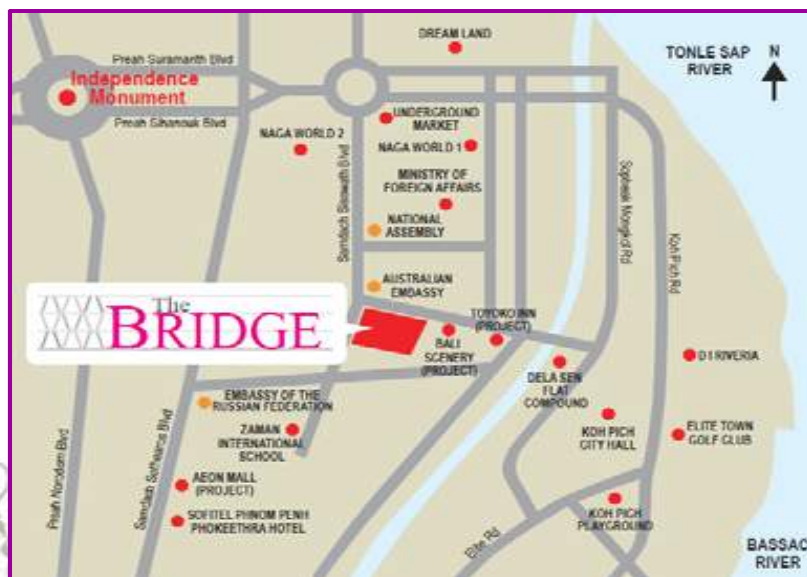 DREAM LAND
TONLE SAP
RIVER
N
Preah Suramarith Blvd
Independence
Monument
Preah Sihanouk Blvd
UNDERGROUND
MARKET
NAGA WORLD 2
NAGA WORLD 1
MINISTRY OF
FOREIGN AFFAIRS
Samdach Sisowath Blvd
Sopheak Mongkol Rd
NATIONAL
ASSEMBLY
Koh Pich Rd
AUSTRALIAN
EMBASSY
The
BRIDGE
TOYOKO INN
(PROJECT)
BALI
SCENERY
(PROJECT)
D I RIVERIA
DELA SEN
FLAT
COMPOUND
EMBASSY OF THE
RUSSIAN FEDERATION
KOH PICH
CITY HALL
ELITE TOWN
GOLF CLUB
ZAMAN
INTERNATIONAL
SCHOOL
Preah Norodom Blvd
Samdach Sothearos Blvd
AEON MALL
(PROJECT)
SOFITEL PHNOM PENH
PHOKEETHRA HOTEL
KOH PICH
PLAYGROUND
Elite Rd
BASSAC
RIVER